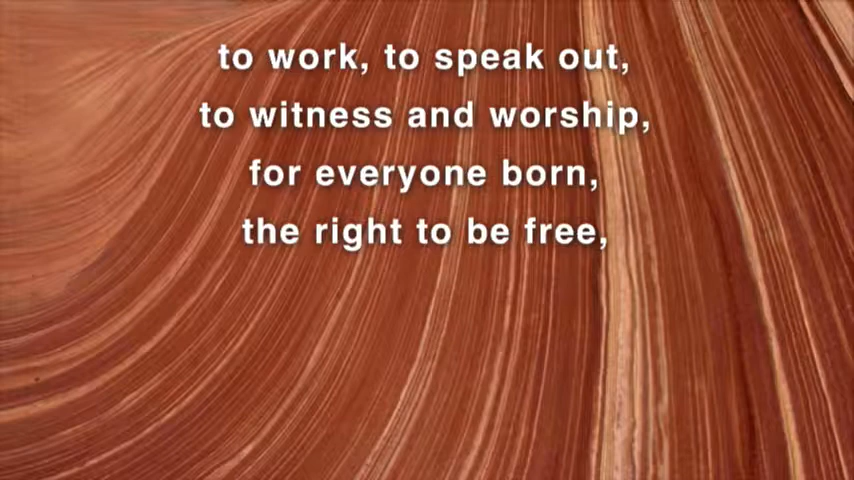 to work, to speak out,
to witness and worship,
for everyone born,
the right to be free,